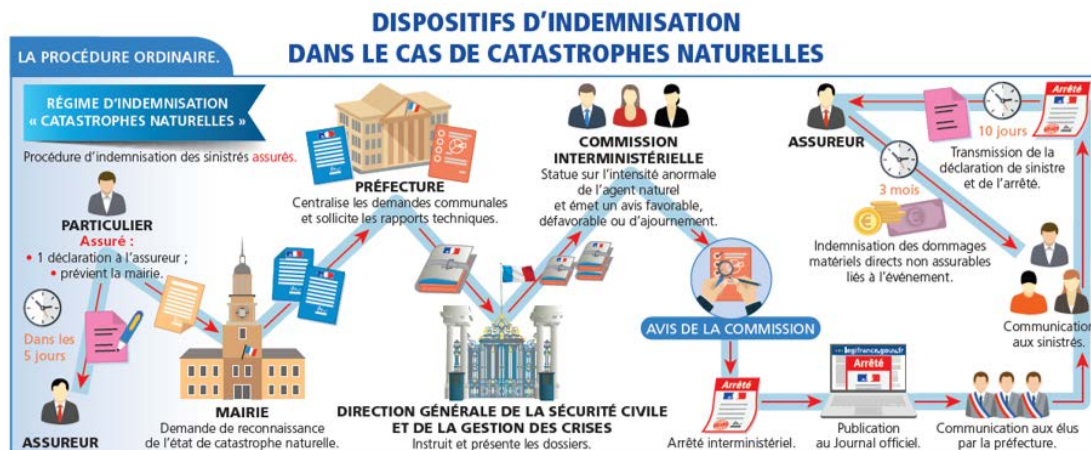 DISPOSITIFS D'INDEMNISATION
DANS LE CAS DE CATASTROPHES NATURELLES
LA PROCÉDURE ORDINAIRE.
RÉGIME D'INDEMNISATION
« CATASTROPHES NATURELLES »
Procédure d'indemnisation des sinistrés assurés.
PARTICULIER
Assuré :
• 1 déclaration à l'assureur ;
• prévient la mairie.
Dans les
5 jours
ASSUREUR
MAIRIE
Demande de reconnaissance
de l'état de catastrophe naturelle.
PRÉFECTURE
Centralise les demandes communales
et sollicite les rapports techniques.
DIRECTION GÉNÉRALE DE LA SÉCURITÉ CIVILE
ET DE LA GESTION DES CRISES
Instruit et présente les dossiers.
COMMISSION
INTERMINISTÉRIELLE
Statue sur l'intensité anormale
de l'agent naturel
et émet un avis favorable,
défavorable ou d'ajournement.
AVIS DE LA COMMISSION
Arrêté
Arrêté interministériel.
legifrance.gouv.fr
Arrêté
Publication
au Journal officiel.
Communication aux élus
par la préfecture.
Communication
aux sinistrés.
Arrêté
10 jours
Transmission de la
déclaration de sinistre
et de l'arrêté.
ASSUREUR
3 mois
Indemnisation des dommages
matériels directs non assurables
liés à l'événement.